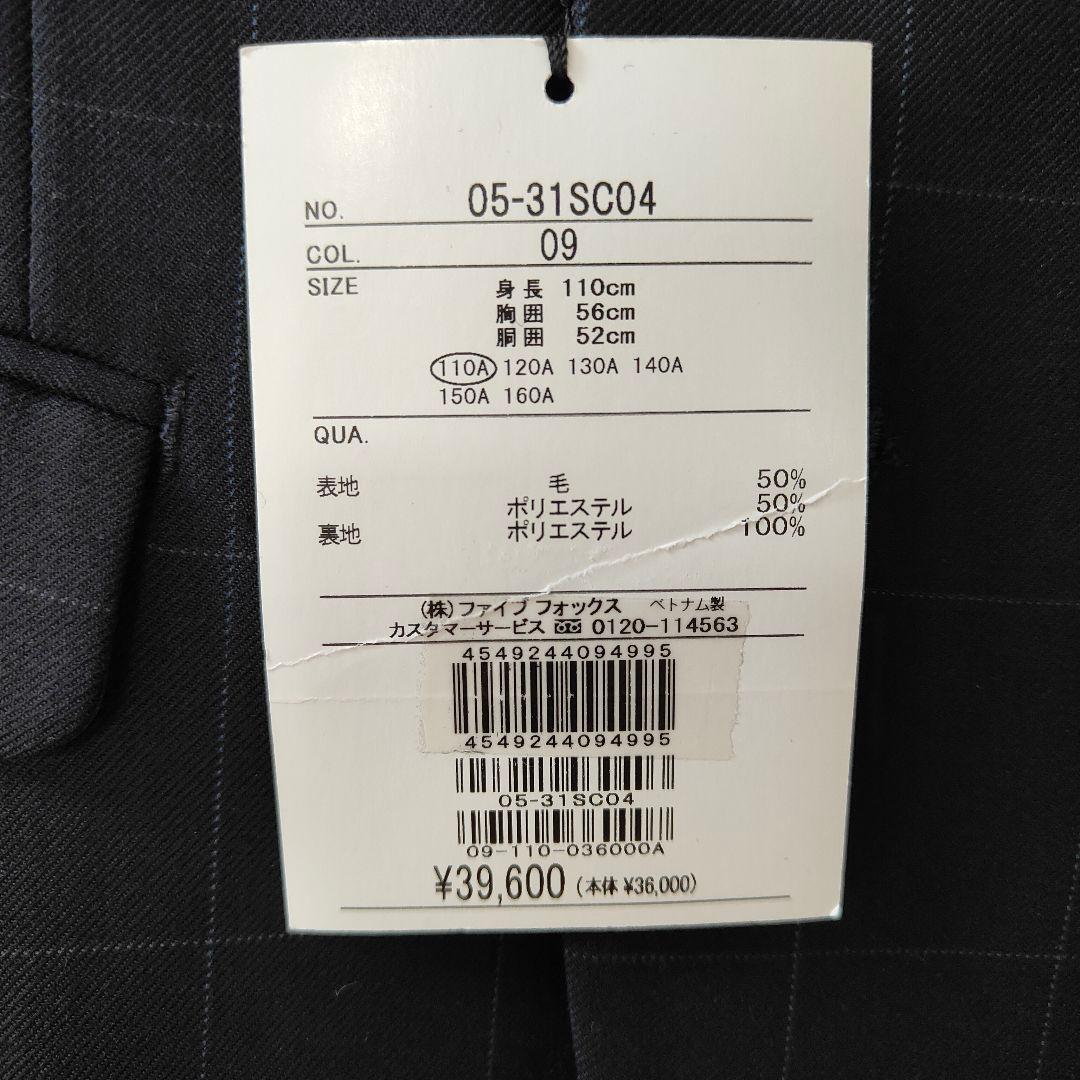 NO. 05-31SC04
COL. 09
SIZE 身長 110cm
胸囲 56cm
胴囲 52cm
110A 120A 130A 140A
150A 160A
QUA.
表地 毛 50%
ポリエステル 50%
裏地 ポリエステル 100%
(株)ファイブ フォックス ベトナム製
カスタマーサービス 0120-114563
4549244094995
4549244094995
05-31SC04
09-110-036000A
¥39,600 (本体 ¥36,000)